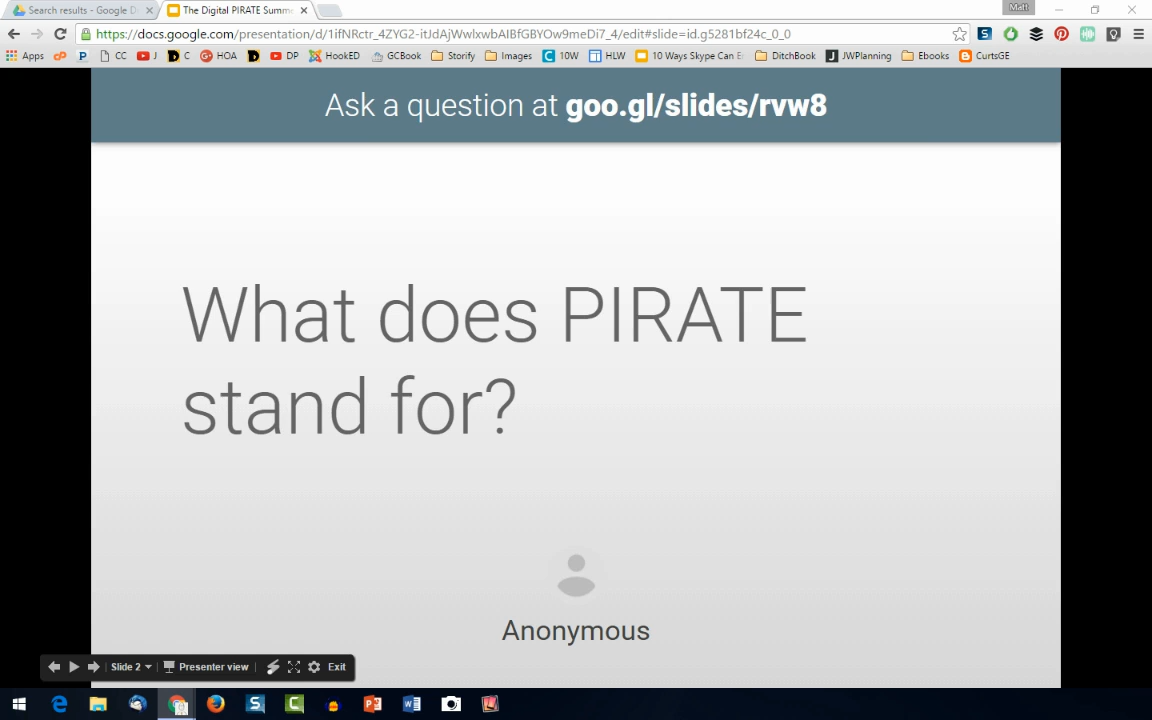 Search results - Google D
The Digital PIRATE Summ
Matt
https://docs.google.com/presentation/d/1ifNRctr_4ZYG2-itJdAjWwlxwbAIBfGBYOw9meDi7_4/edit#slide=id.g5281bf24c_0_0
Apps CC J C HOA DP HookED GCBook Storify Images 10W HLW 10 Ways Skype Can E DitchBook JWPlanning Ebooks CurtsGE
Ask a question at goo.gl/slides/rvw8
What does PIRATE
stand for?
Anonymous
Slide 2 Presenter view Exit